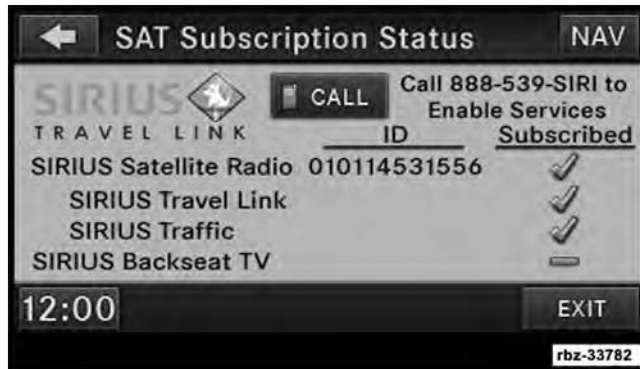 SAT Subscription Status
NAV
SIRIUS
TRAVEL LINK
CALL
Call 888-539-SIRI to
Enable Services
ID
Subscribed
SIRIUS Satellite Radio 010114531556
SIRIUS Travel Link
SIRIUS Traffic
SIRIUS Backseat TV
12:00
EXIT
rbz-33782